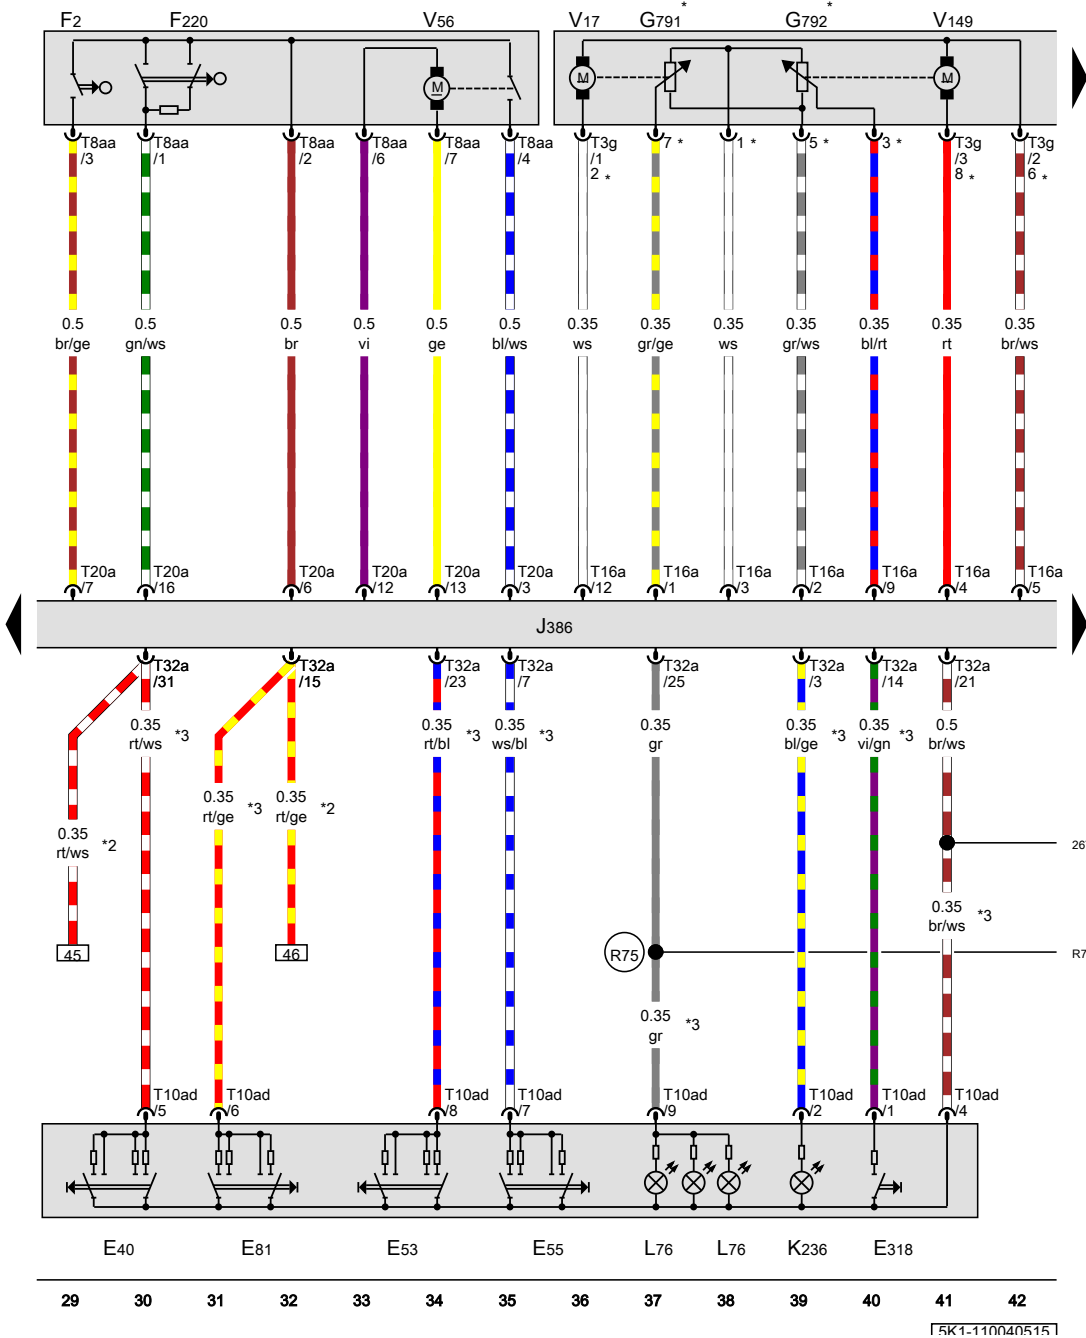 F2 F220 V56 V17 G791 * G792 * V149
T8aa /3
T8aa /1
T8aa /2
T8aa /6
T8aa /7
T8aa /4
T3g /1 2 *
7 *
1 *
5 *
3 *
T3g /3 8 *
T3g /2 6 *
0.5 0.5 0.5 0.5 0.5 0.5 0.35 0.35 0.35 0.35 0.35 0.35 0.35
br/ge gn/ws br vi ge bl/ws ws gr/ge ws gr/ws bl/rt rt br/ws
T20a T20a T20a T20a T20a T20a T16a T16a T16a T16a T16a T16a T16a
/7 /16 /6 /12 /13 /3 /12 /1 /3 /2 /9 /4 /5
J386
T32a T32a T32a T32a T32a T32a T32a T32a
/31 /15 /23 /7 /25 /3 /14 /21
0.35 0.35 0.35 0.35 0.35 0.35 0.5
rt/ws *3 rt/bl *3 ws/bl *3 gr bl/ge *3 vi/gn *3 br/ws
0.35 0.35
rt/ge *3 rt/ge *2
0.35
rt/ws *2
26
0.35
br/ws *3
45 46 R75 R7
0.35
gr *3
T10ad T10ad T10ad T10ad T10ad T10ad T10ad T10ad
/5 /6 /8 /7 /9 /2 /1 /4
E40 E81 E53 E55 L76 L76 K236 E318
29 30 31 32 33 34 35 36 37 38 39 40 41 42
5K1-110040515
M M M